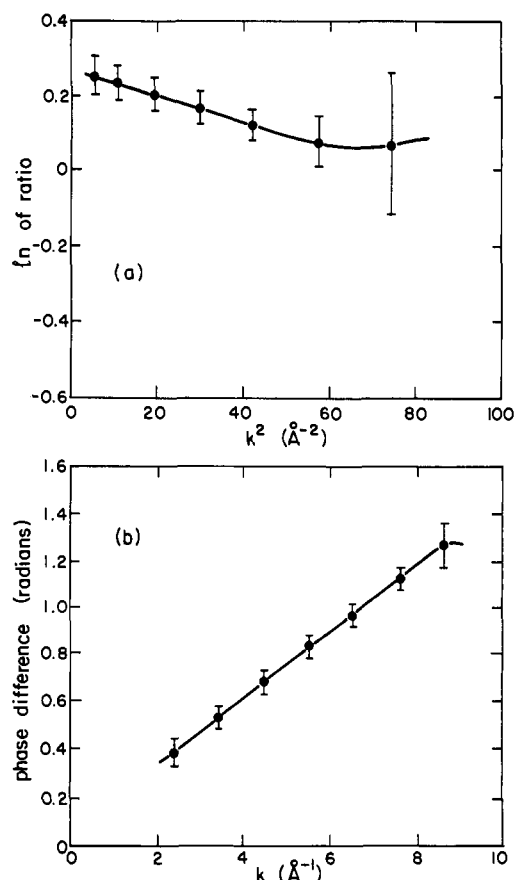 0.4
0.2
0
-0.2
-0.4
-0.6
ln of ratio
(a)
0 20 40 60 80 100
k² (Å⁻²)
1.6
1.4
1.2
1.0
0.8
0.6
0.4
0.2
0
phase difference (radians)
(b)
0 2 4 6 8 10
k (Å⁻¹)